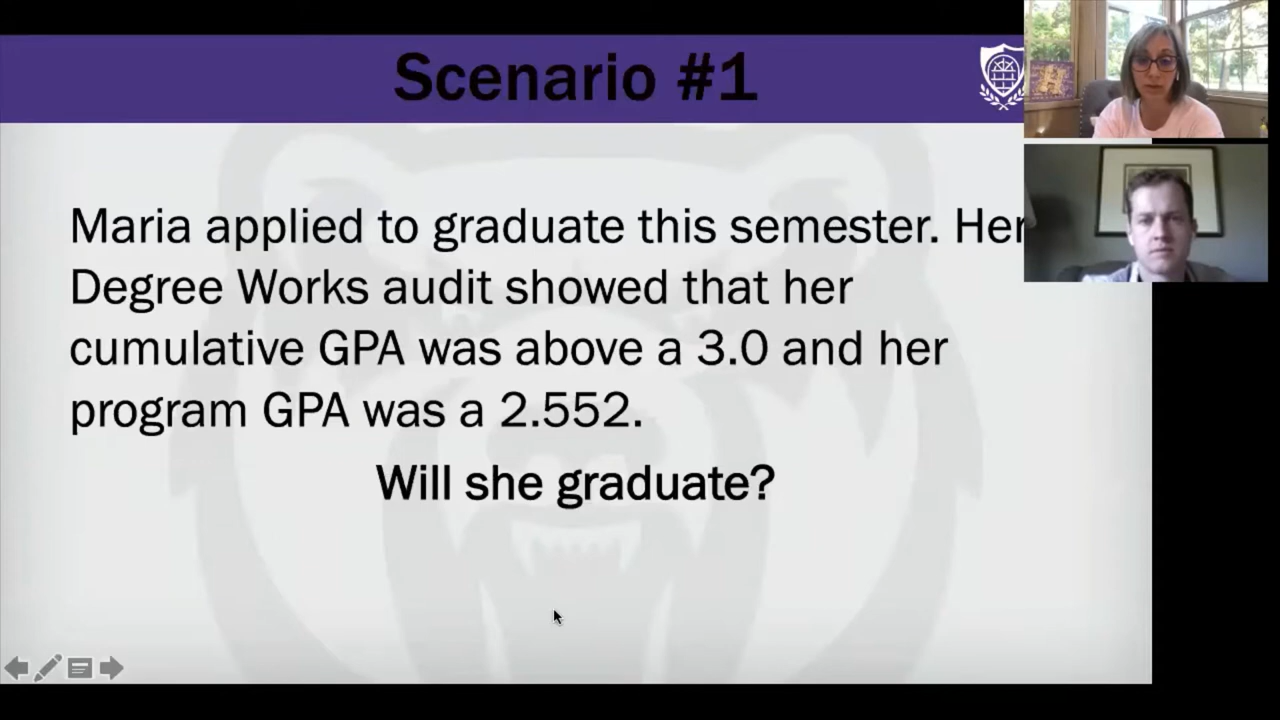 Scenario #1
Maria applied to graduate this semester. Her
Degree Works audit showed that her
cumulative GPA was above a 3.0 and her
program GPA was a 2.552.
Will she graduate?